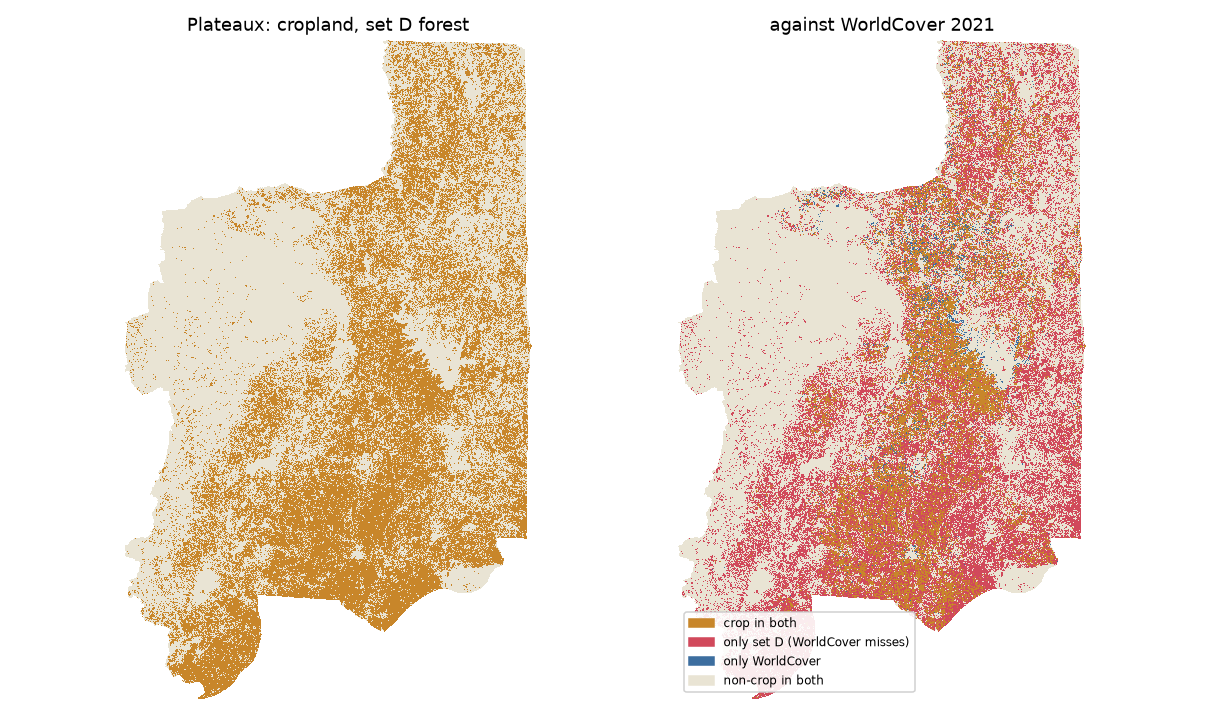 Plateaux: cropland, set D forest
against WorldCover 2021
crop in both
only set D (WorldCover misses)
only WorldCover
non-crop in both